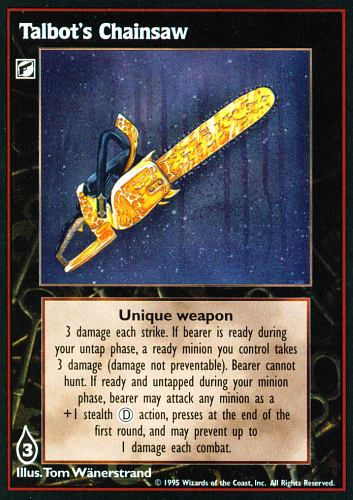 Talbot's Chainsaw
Unique weapon
3 damage each strike. If bearer is ready during
your untap phase, a ready minion you control takes
3 damage (damage not preventable). Bearer cannot
hunt. If ready and untapped during your minion
phase, bearer may attack any minion as a
+1 stealth Ⓓ action, presses at the end of the
first round, and may prevent up to
1 damage each combat.
3
Illus. Tom Wänerstrand
© 1995 Wizards of the Coast, Inc. All Rights Reserved.